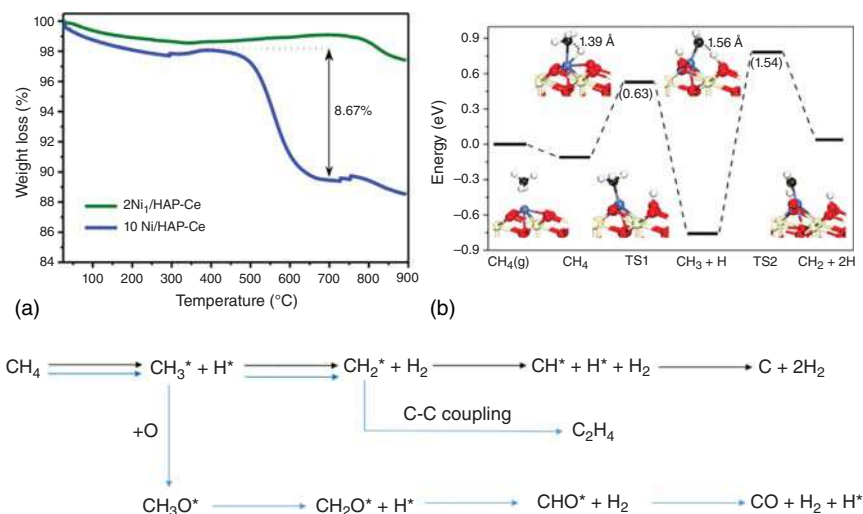 100
98
96
94
92
90
88
86
84
Weight loss (%)
8.67%
2Ni₁/HAP-Ce
10 Ni/HAP-Ce
100 200 300 400 500 600 700 800 900
Temperature (°C)
(a)
0.9
0.6
0.3
0.0
−0.3
−0.6
−0.9
Energy (eV)
1.39 Å
1.56 Å
(0.63)
(1.54)
CH₄(g) CH₄ TS1 CH₃ + H TS2 CH₂ + 2H
(b)
CH₄ CH₃* + H* CH₂* + H₂ CH* + H* + H₂ C + 2H₂
C-C coupling
+O
C₂H₄
CH₃O* CH₂O* + H* CHO* + H₂ CO + H₂ + H*